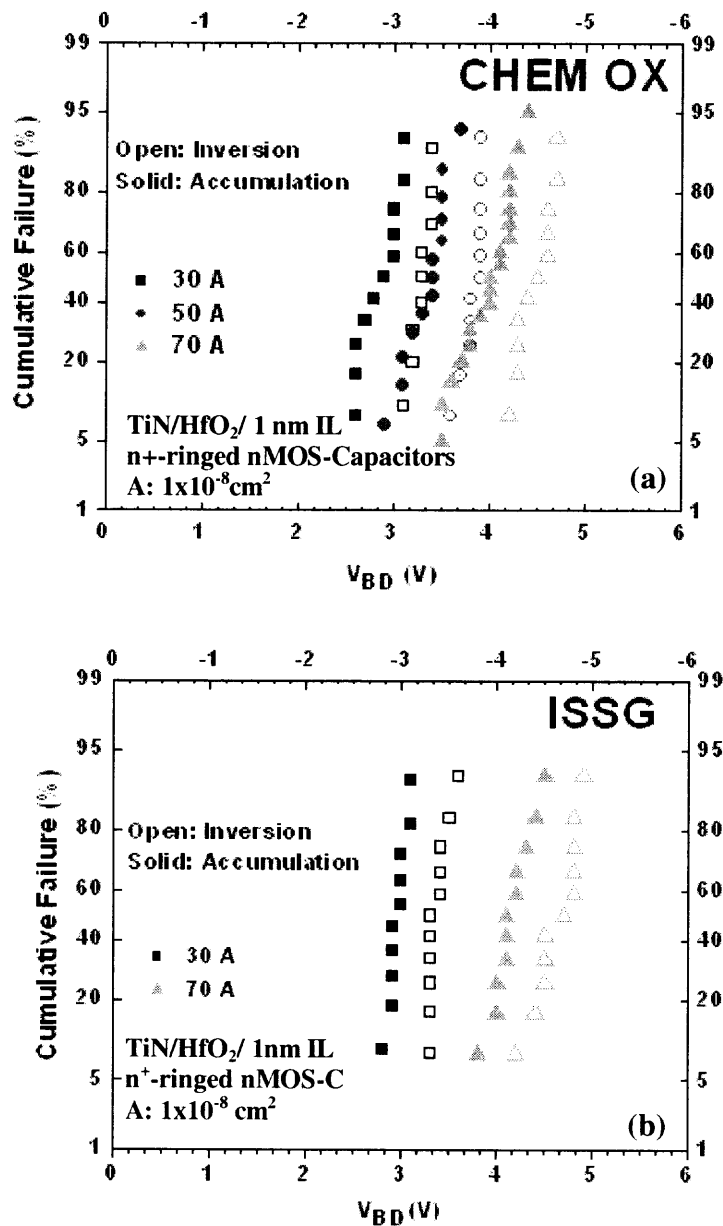 0 -1 -2 -3 -4 -5 -6
99 99
CHEM OX
95 95
Open: Inversion
Solid: Accumulation
80 80
60 60
30 A
40 40
50 A
70 A
20 20
Cumulative Failure (%)
TiN/HfO2/ 1 nm IL
n+-ringed nMOS-Capacitors
A: 1x10-8cm2
(a)
5 5
1 1
0 1 2 3 4 5 6
VBD (V)
0 -1 -2 -3 -4 -5 -6
99 99
ISSG
95 95
Open: Inversion
Solid: Accumulation
80 80
60 60
40 40
30 A
70 A
20 20
Cumulative Failure (%)
TiN/HfO2/ 1nm IL
n+-ringed nMOS-C
A: 1x10-8 cm2
(b)
5 5
1 1
0 1 2 3 4 5 6
VBD (V)